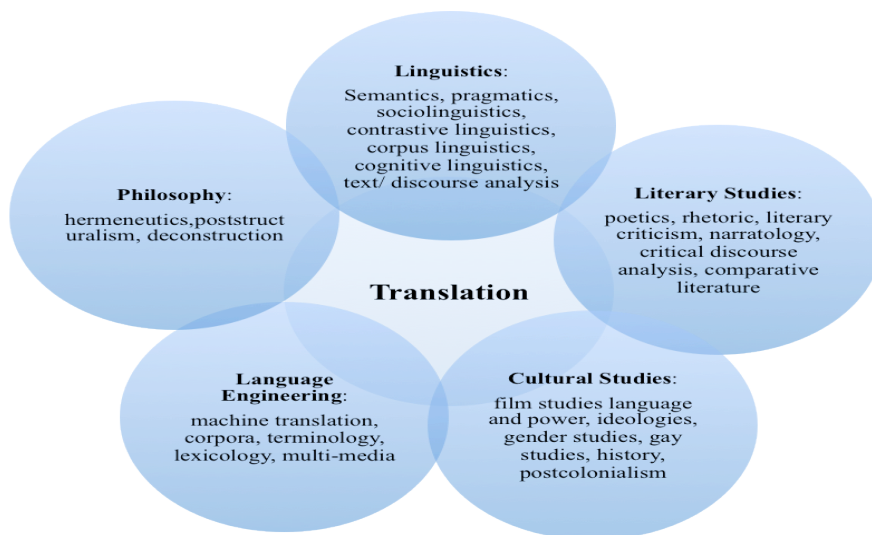 Linguistics:
Semantics, pragmatics,
sociolinguistics,
contrastive linguistics,
corpus linguistics,
cognitive linguistics,
text/ discourse analysis
Philosophy:
hermeneutics,poststruct
uralism, deconstruction
Literary Studies:
poetics, rhetoric, literary
criticism, narratology,
critical discourse
analysis, comparative
literature
Translation
Language
Engineering:
machine translation,
corpora, terminology,
lexicology, multi-media
Cultural Studies:
film studies language
and power, ideologies,
gender studies, gay
studies, history,
postcolonialism